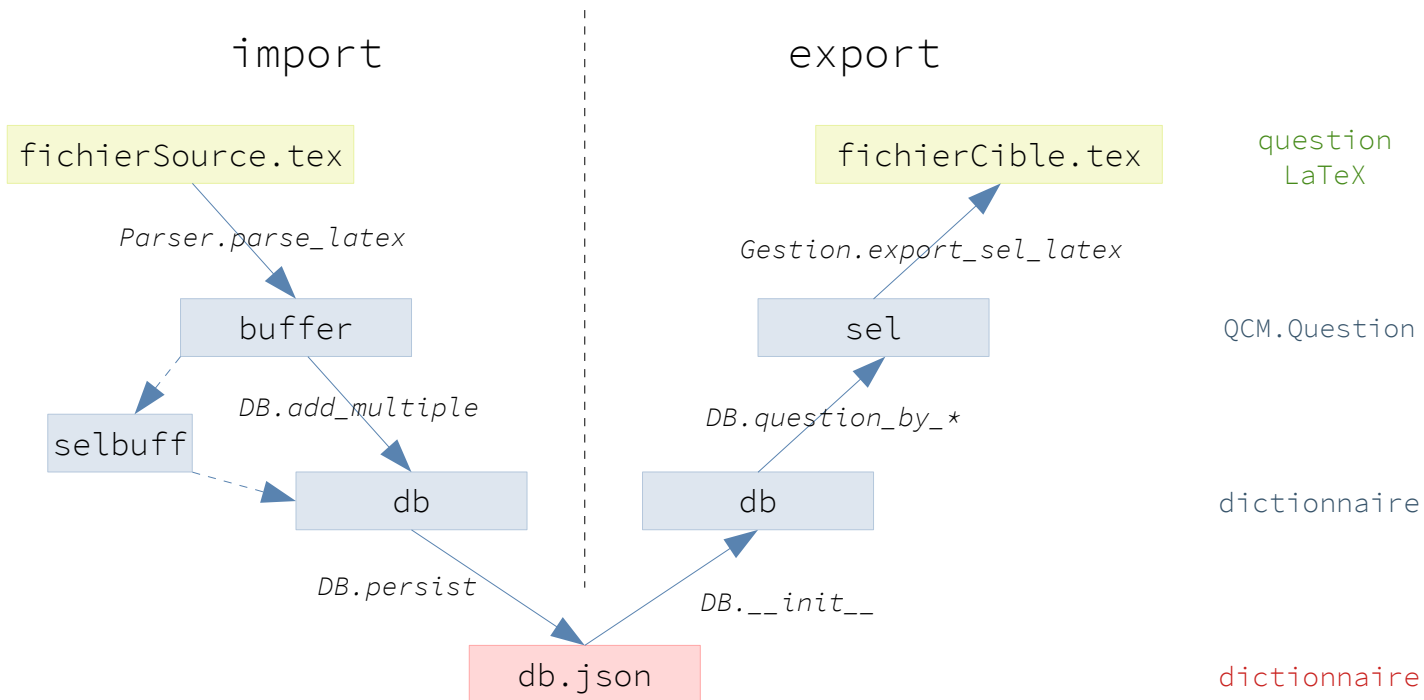 import
export
fichierSource.tex
fichierCible.tex
question
LaTeX
Parser.parse_latex
Gestion.export_sel_latex
buffer
sel
QCM.Question
DB.add_multiple
DB.question_by_*
selbuff
db
db
dictionnaire
DB.persist
DB.__init__
db.json
dictionnaire